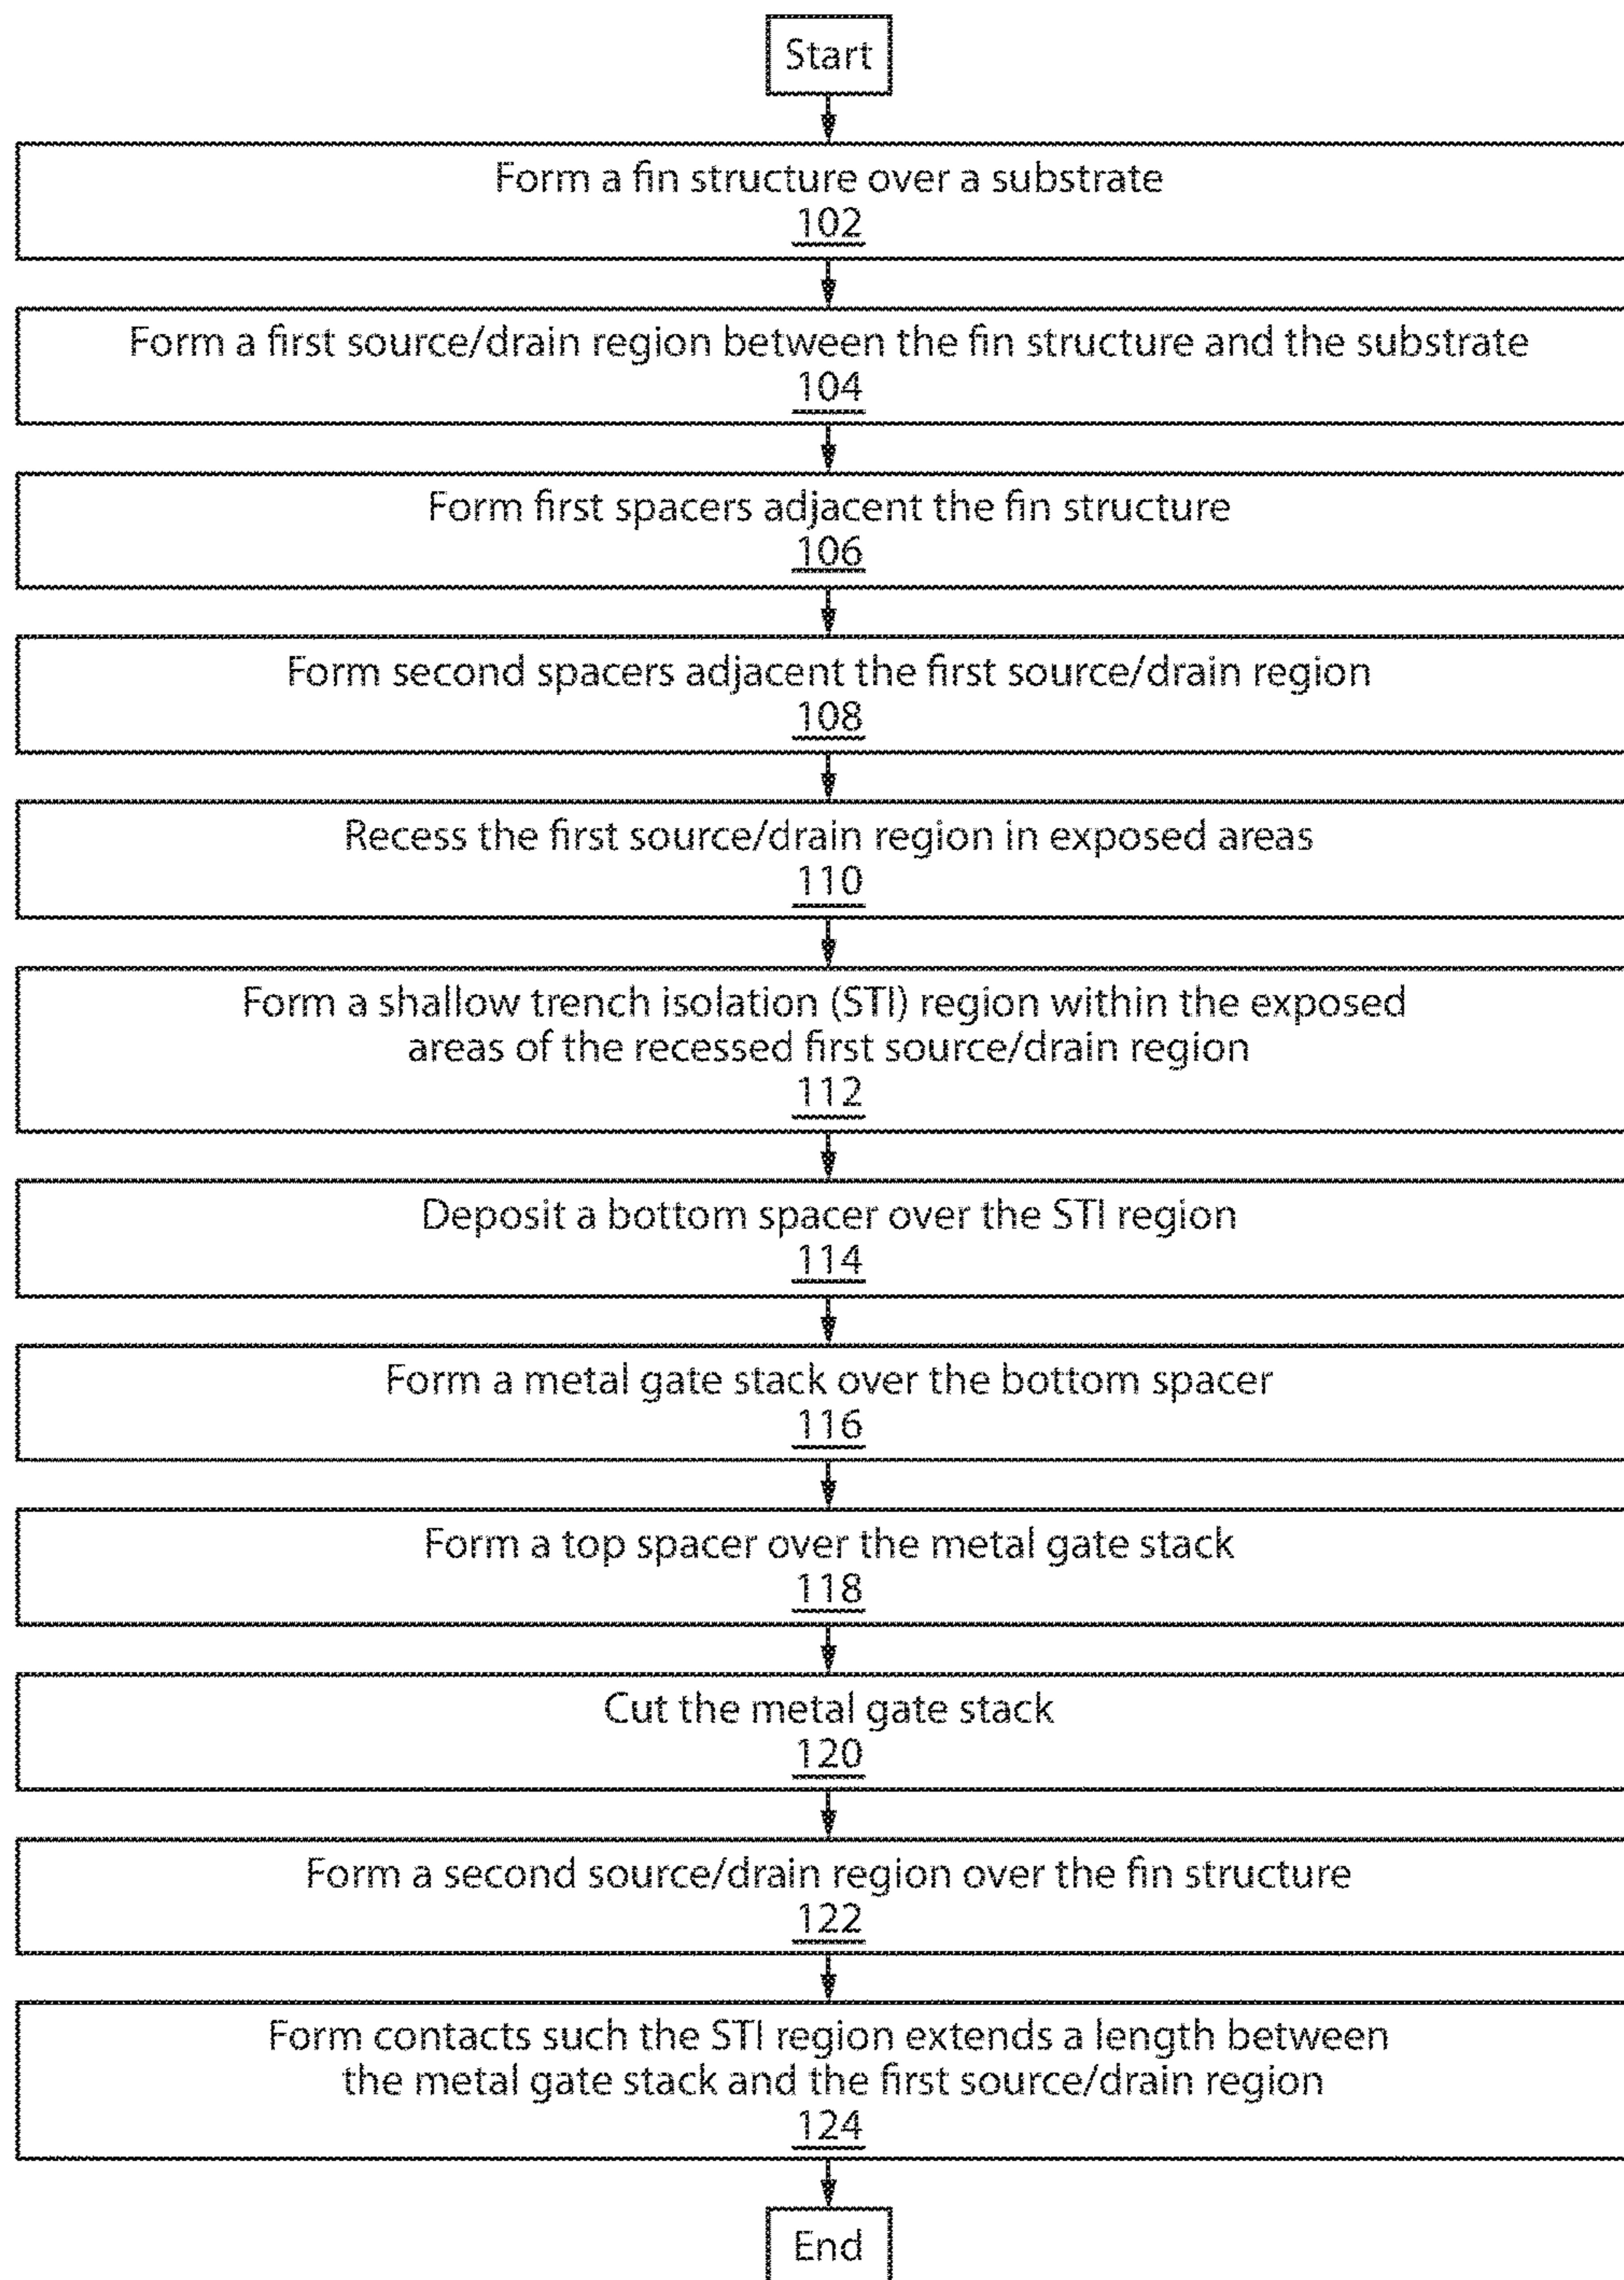 Start
Form a fin structure over a substrate
102
Form a first source/drain region between the fin structure and the substrate
104
Form first spacers adjacent the fin structure
106
Form second spacers adjacent the first source/drain region
108
Recess the first source/drain region in exposed areas
110
Form a shallow trench isolation (STI) region within the exposed
areas of the recessed first source/drain region
112
Deposit a bottom spacer over the STI region
114
Form a metal gate stack over the bottom spacer
116
Form a top spacer over the metal gate stack
118
Cut the metal gate stack
120
Form a second source/drain region over the fin structure
122
Form contacts such the STI region extends a length between
the metal gate stack and the first source/drain region
124
End